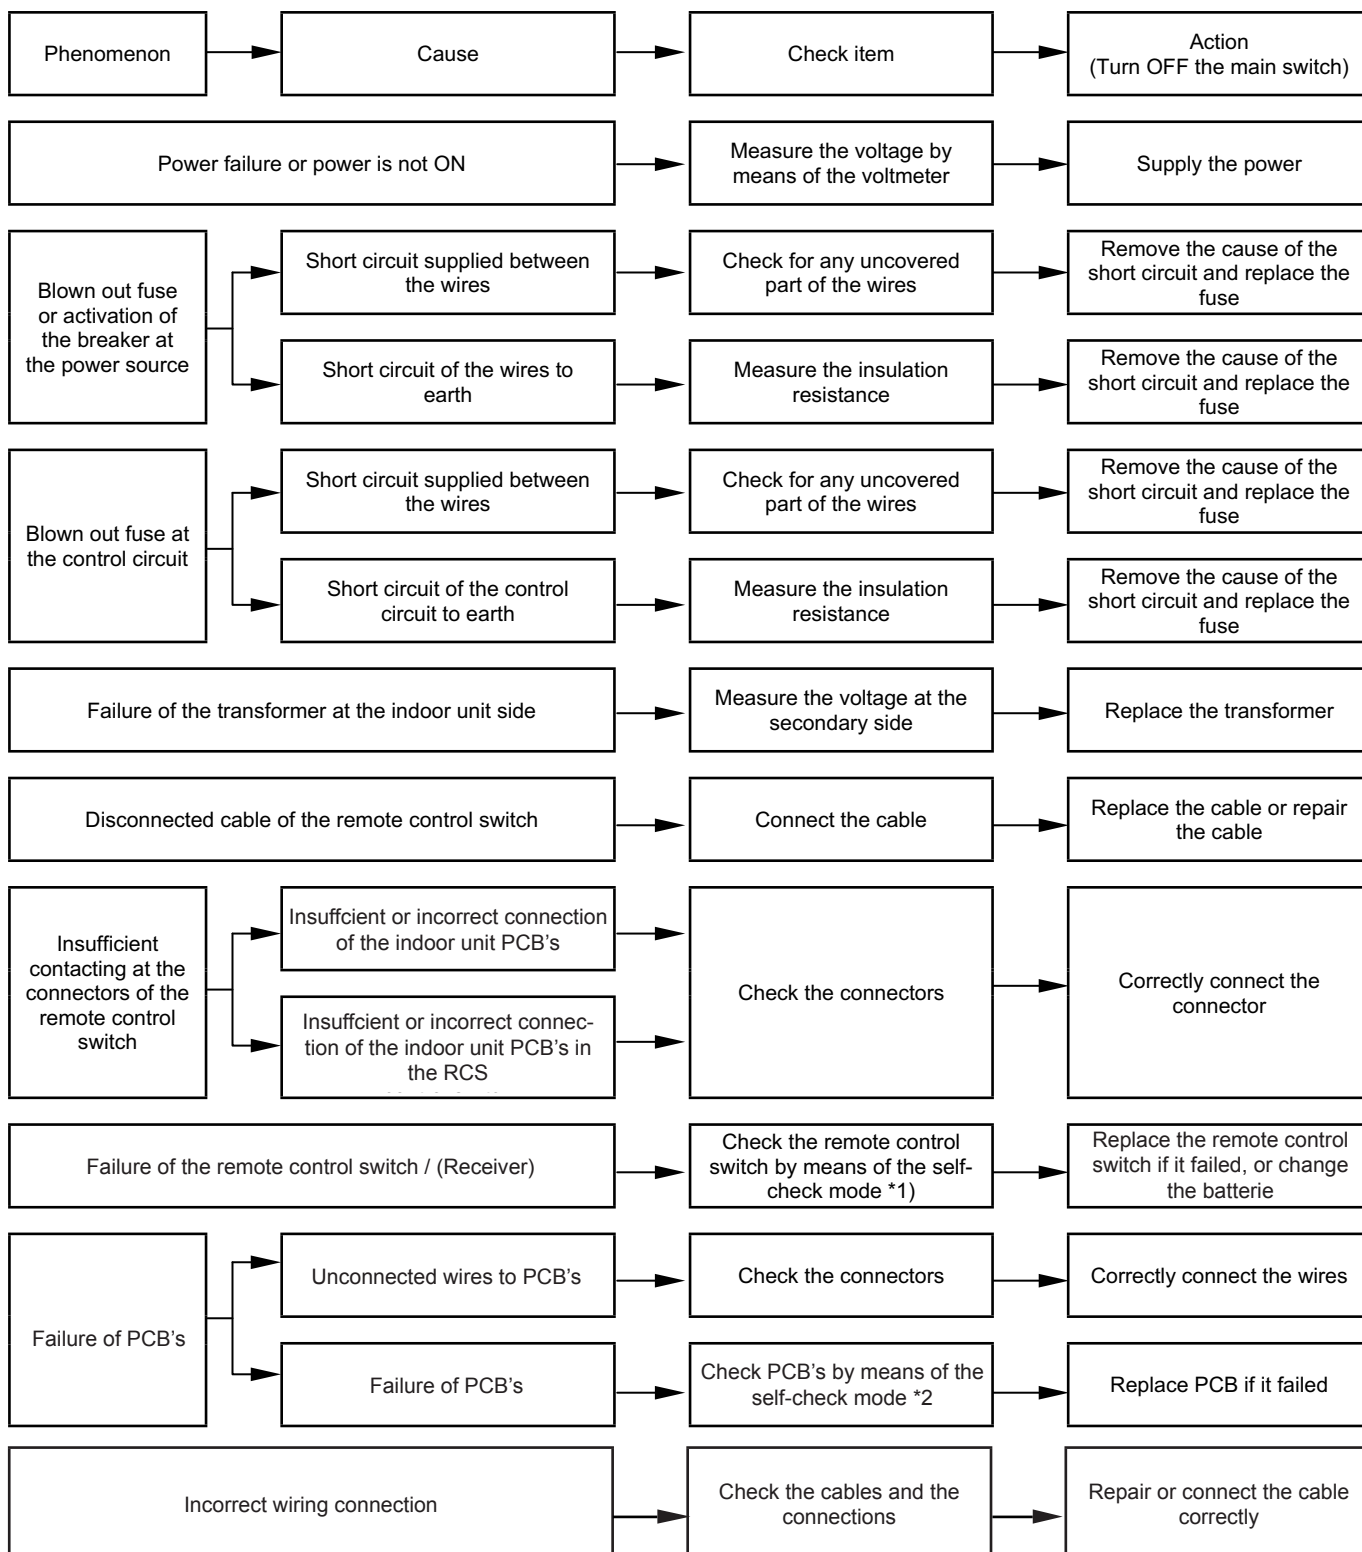 Phenomenon
Cause
Check item
Action
(Turn OFF the main switch)
Power failure or power is not ON
Measure the voltage by
means of the voltmeter
Supply the power
Blown out fuse
or activation of
the breaker at
the power source
Short circuit supplied between
the wires
Check for any uncovered
part of the wires
Remove the cause of the
short circuit and replace the
fuse
Short circuit of the wires to
earth
Measure the insulation
resistance
Remove the cause of the
short circuit and replace the
fuse
Blown out fuse at
the control circuit
Short circuit supplied between
the wires
Check for any uncovered
part of the wires
Remove the cause of the
short circuit and replace the
fuse
Short circuit of the control
circuit to earth
Measure the insulation
resistance
Remove the cause of the
short circuit and replace the
fuse
Failure of the transformer at the indoor unit side
Measure the voltage at the
secondary side
Replace the transformer
Disconnected cable of the remote control switch
Connect the cable
Replace the cable or repair
the cable
Insufficient
contacting at the
connectors of the
remote control
switch
Insuffcient or incorrect connection
of the indoor unit PCB's
Insuffcient or incorrect connec-
tion of the indoor unit PCB's in
the RCS
Check the connectors
Correctly connect the
connector
Failure of the remote control switch / (Receiver)
Check the remote control
switch by means of the self-
check mode *1)
Replace the remote control
switch if it failed, or change
the batterie
Failure of PCB's
Unconnected wires to PCB's
Check the connectors
Correctly connect the wires
Failure of PCB's
Check PCB's by means of the
self-check mode *2
Replace PCB if it failed
Incorrect wiring connection
Check the cables and the
connections
Repair or connect the cable
correctly